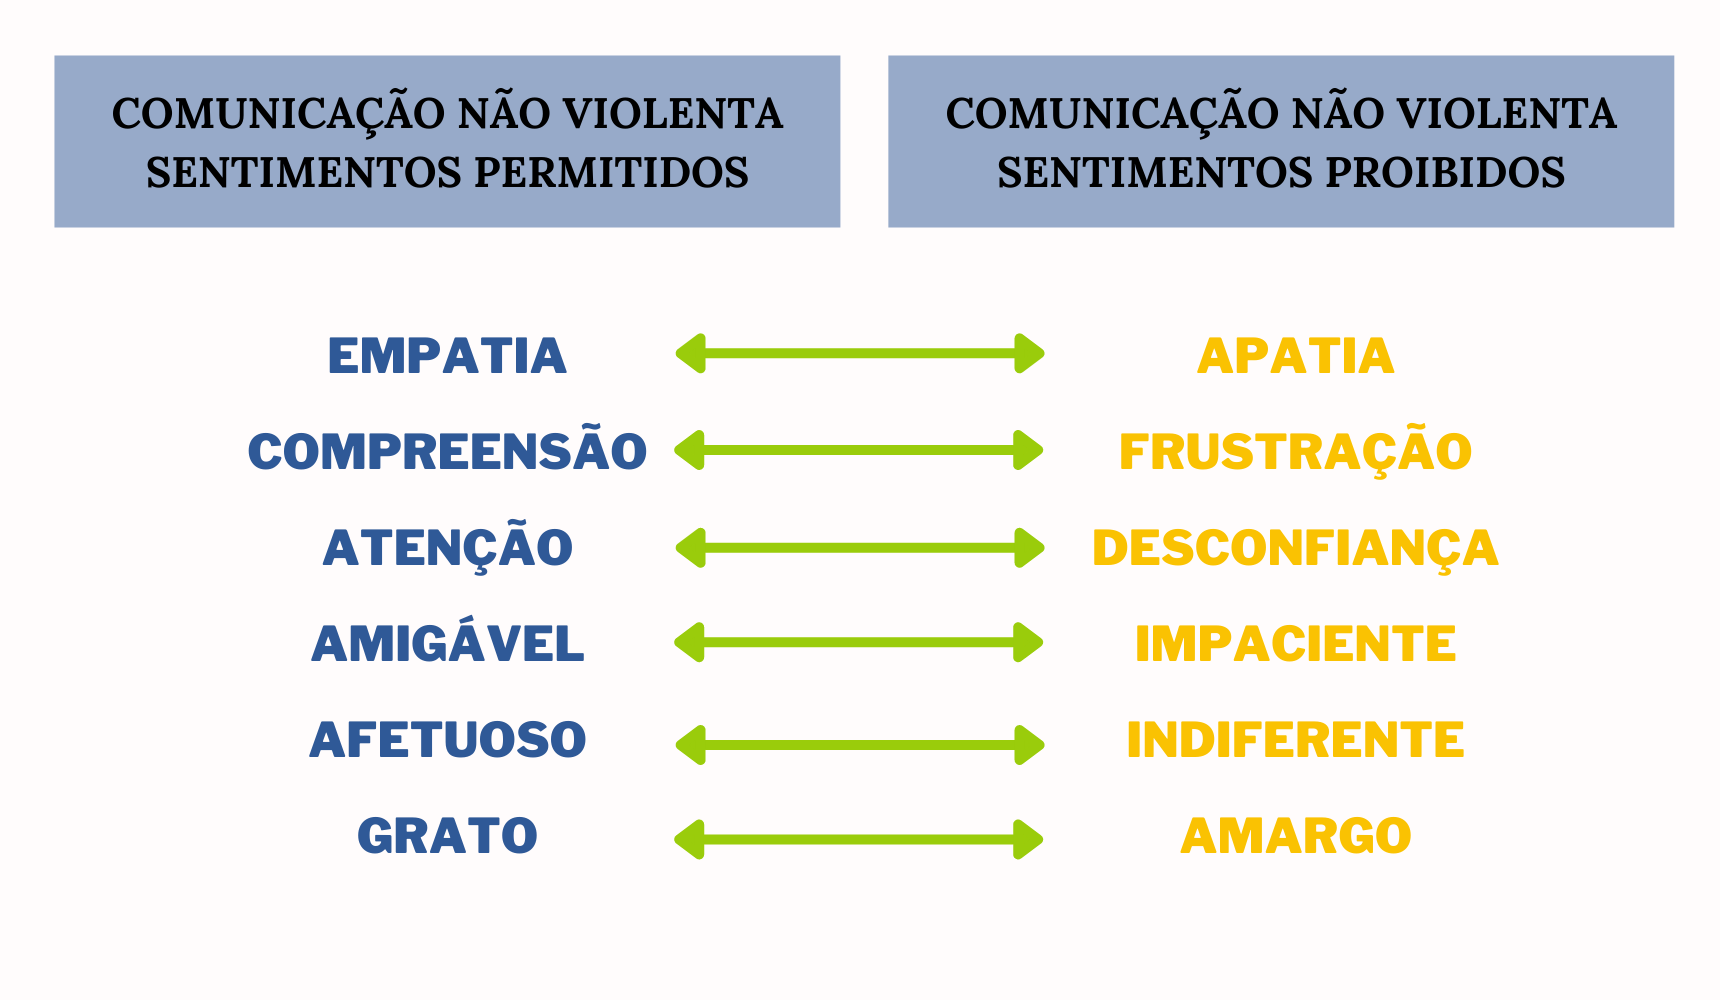 COMUNICAÇÃO NÃO VIOLENTA
SENTIMENTOS PERMITIDOS
COMUNICAÇÃO NÃO VIOLENTA
SENTIMENTOS PROIBIDOS
EMPATIA
APATIA
COMPREENSÃO
FRUSTRAÇÃO
ATENÇÃO
DESCONFIANÇA
AMIGÁVEL
IMPACIENTE
AFETUOSO
INDIFERENTE
GRATO
AMARGO